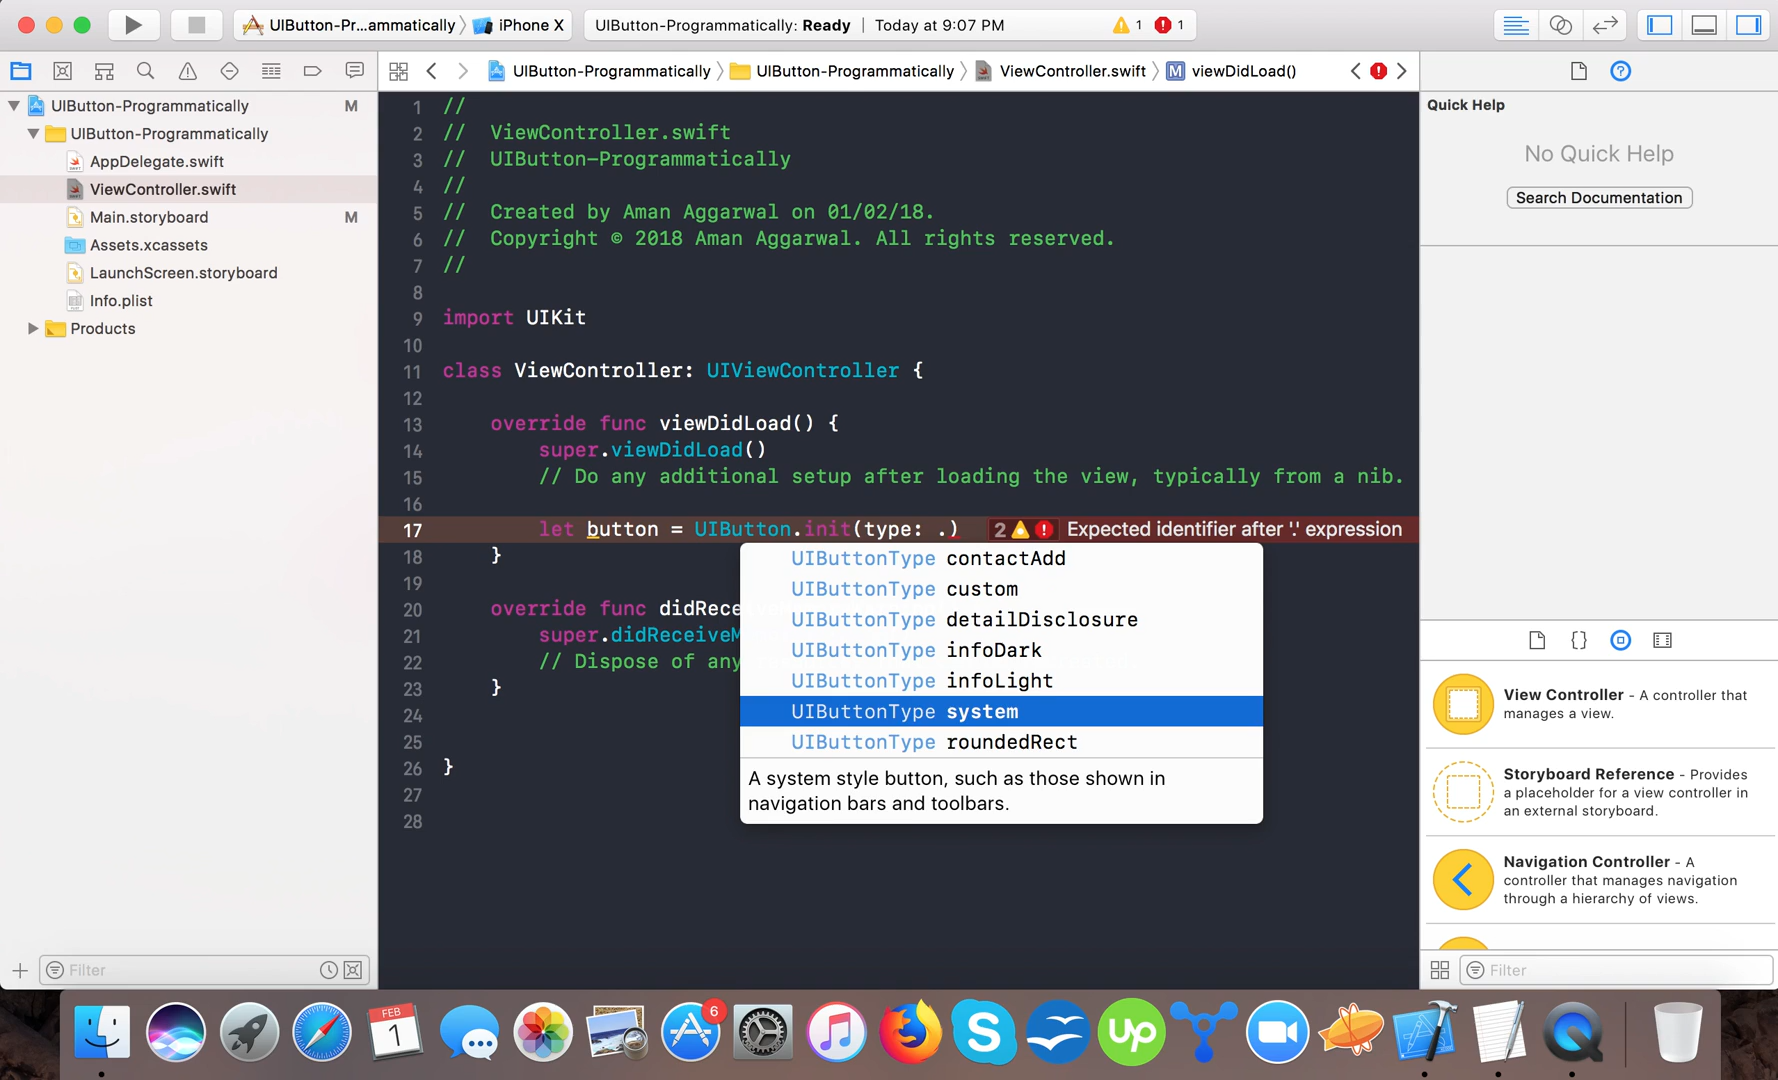 UIButton-Pr...ammatically
iPhone X
UIButton-Programmatically: Ready | Today at 9:07 PM
1
1
UIButton-Programmatically
UIButton-Programmatically
ViewController.swift
M viewDidLoad()
UIButton-Programmatically M
UIButton-Programmatically
AppDelegate.swift
ViewController.swift
Main.storyboard M
Assets.xcassets
LaunchScreen.storyboard
Info.plist
Products
Filter
1 //
2 //  ViewController.swift
3 //  UIButton-Programmatically
4 //
5 //  Created by Aman Aggarwal on 01/02/18.
6 //  Copyright © 2018 Aman Aggarwal. All rights reserved.
7 //
8
9 import UIKit
10
11 class ViewController: UIViewController {
12
13 override func viewDidLoad() {
14 super.viewDidLoad()
15 // Do any additional setup after loading the view, typically from a nib.
16
17 let button = UIButton.init(type: .) 2 Expected identifier after '.' expression
18 }
19
20 override func
21 super.
22 // Dispose of any
23 }
24
25
26 }
27
28
UIButtonType contactAdd
UIButtonType custom
UIButtonType detailDisclosure
UIButtonType infoDark
UIButtonType infoLight
UIButtonType system
UIButtonType roundedRect
A system style button, such as those shown in
navigation bars and toolbars.
Quick Help
No Quick Help
Search Documentation
View Controller - A controller that
manages a view.
Storyboard Reference - Provides
a placeholder for a view controller in
an external storyboard.
Navigation Controller - A
controller that manages navigation
through a hierarchy of views.
Filter
FEB
1
6
S
up